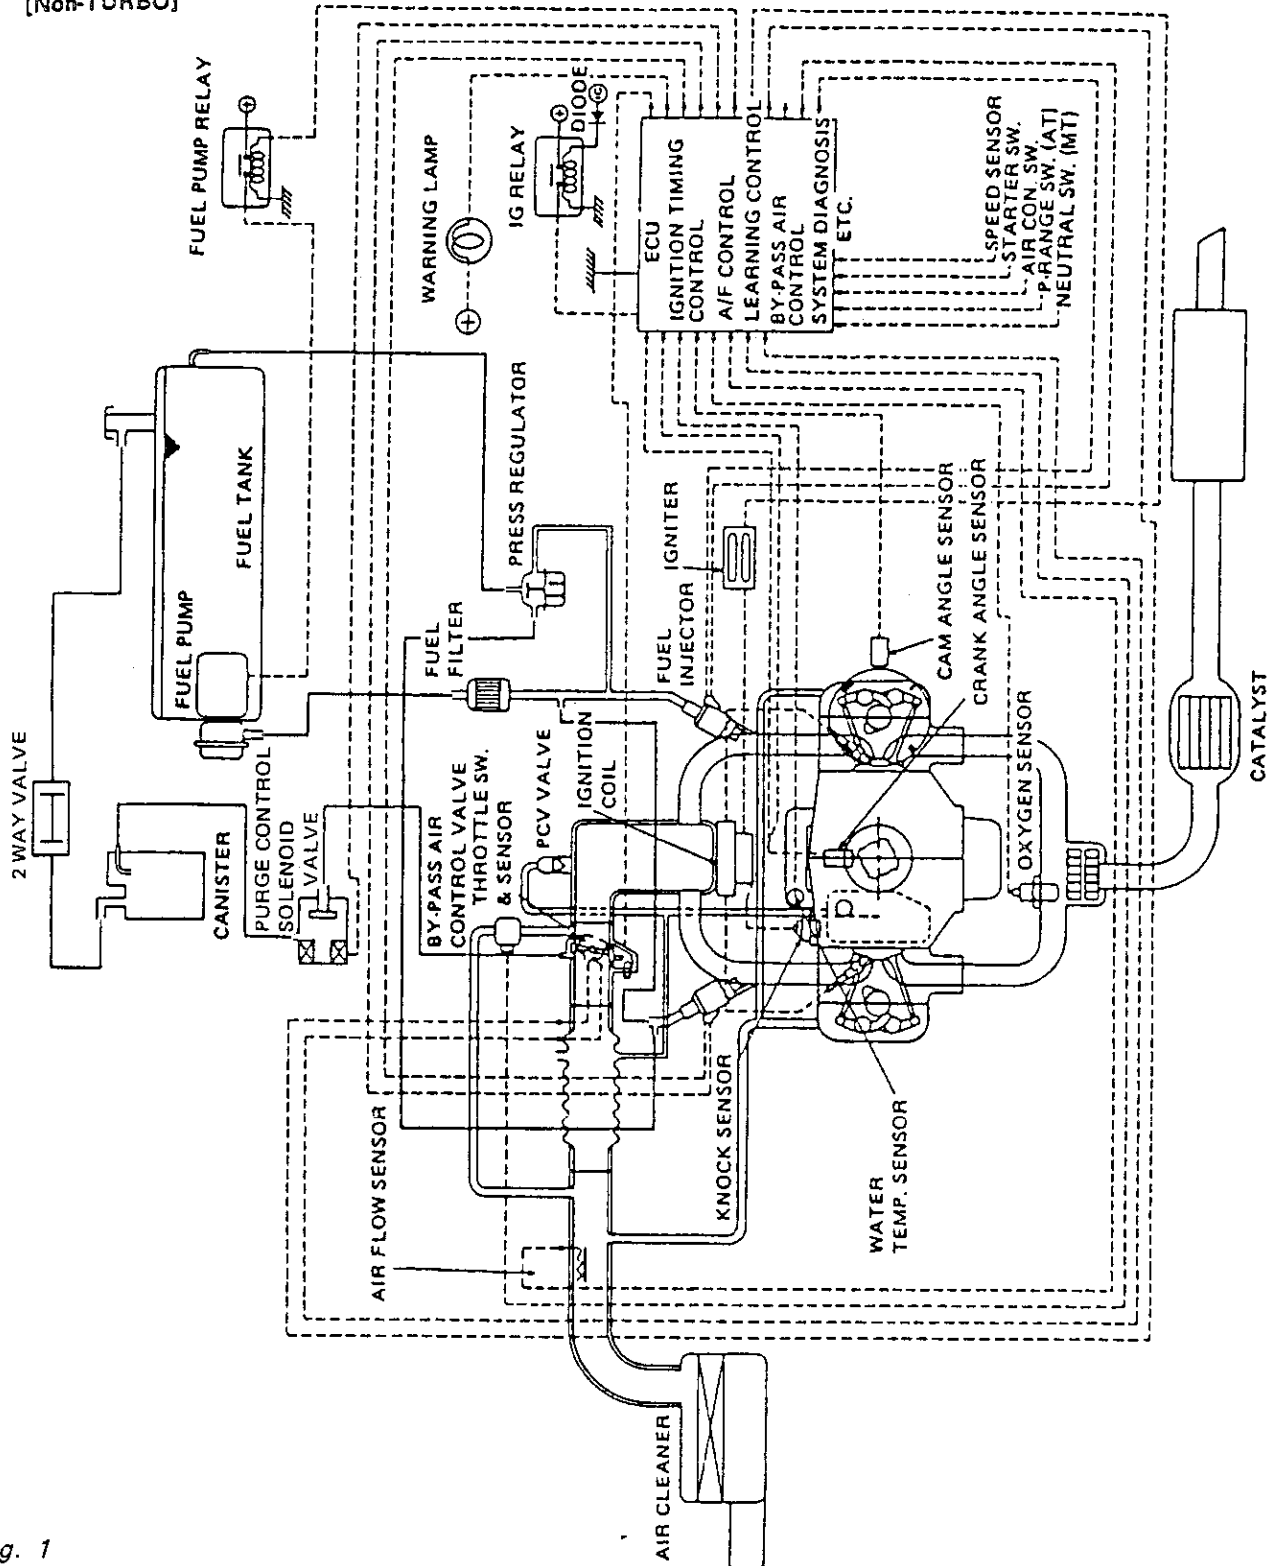 [Non-TURBO]
FUEL PUMP RELAY
WARNING LAMP
IG RELAY
DIODE
IG
ECU
IGNITION TIMING
CONTROL
A/F CONTROL
LEARNING CONTROL
BY-PASS AIR
CONTROL
SYSTEM DIAGNOSIS
ETC.
SPEED SENSOR
STARTER SW.
AIR CON. SW.
P-RANGE SW. (AT)
NEUTRAL SW. (MT)
FUEL TANK
FUEL PUMP
PRESS REGULATOR
FUEL
FILTER
FUEL
INJECTOR
IGNITER
CAM ANGLE SENSOR
CRANK ANGLE SENSOR
2 WAY VALVE
CANISTER
PURGE CONTROL
SOLENOID
VALVE
BY-PASS AIR
CONTROL VALVE
THROTTLE SW.
& SENSOR
PCV VALVE
IGNITION
COIL
OXYGEN SENSOR
CATALYST
AIR FLOW SENSOR
KNOCK SENSOR
WATER
TEMP. SENSOR
AIR CLEANER
g. 1